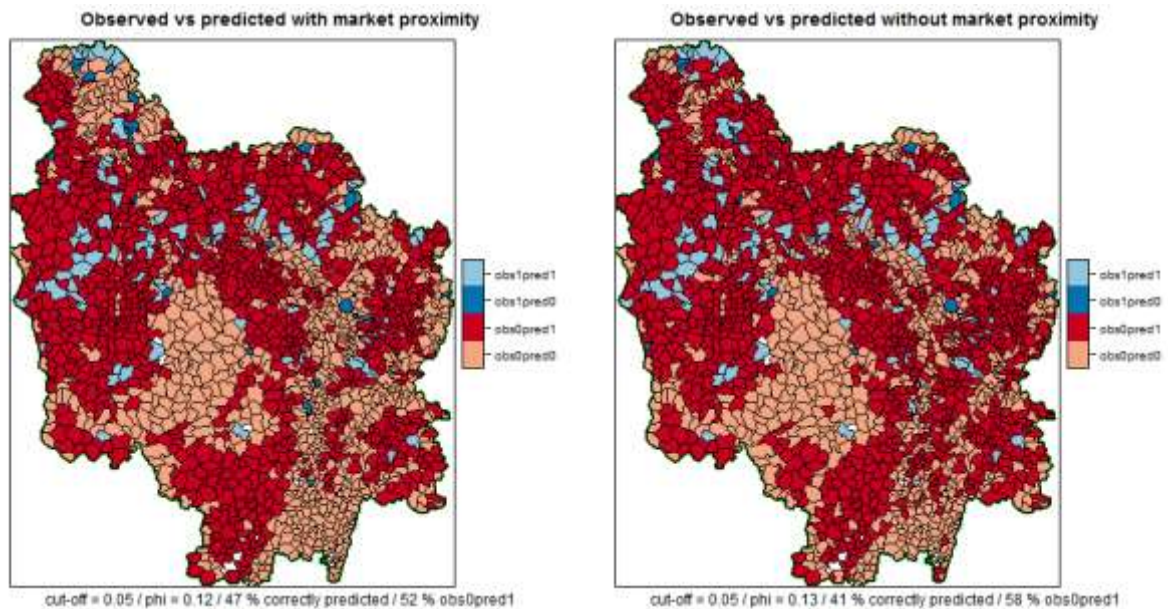 Observed vs predicted with market proximity
obs1pred1
obs1pred0
obs0pred1
obs0pred0
cut-off = 0.05 / phi = 0.12 / 47 % correctly predicted / 52 % obs0pred1
Observed vs predicted without market proximity
obs1pred1
obs1pred0
obs0pred1
obs0pred0
cut-off = 0.05 / phi = 0.13 / 41 % correctly predicted / 58 % obs0pred1